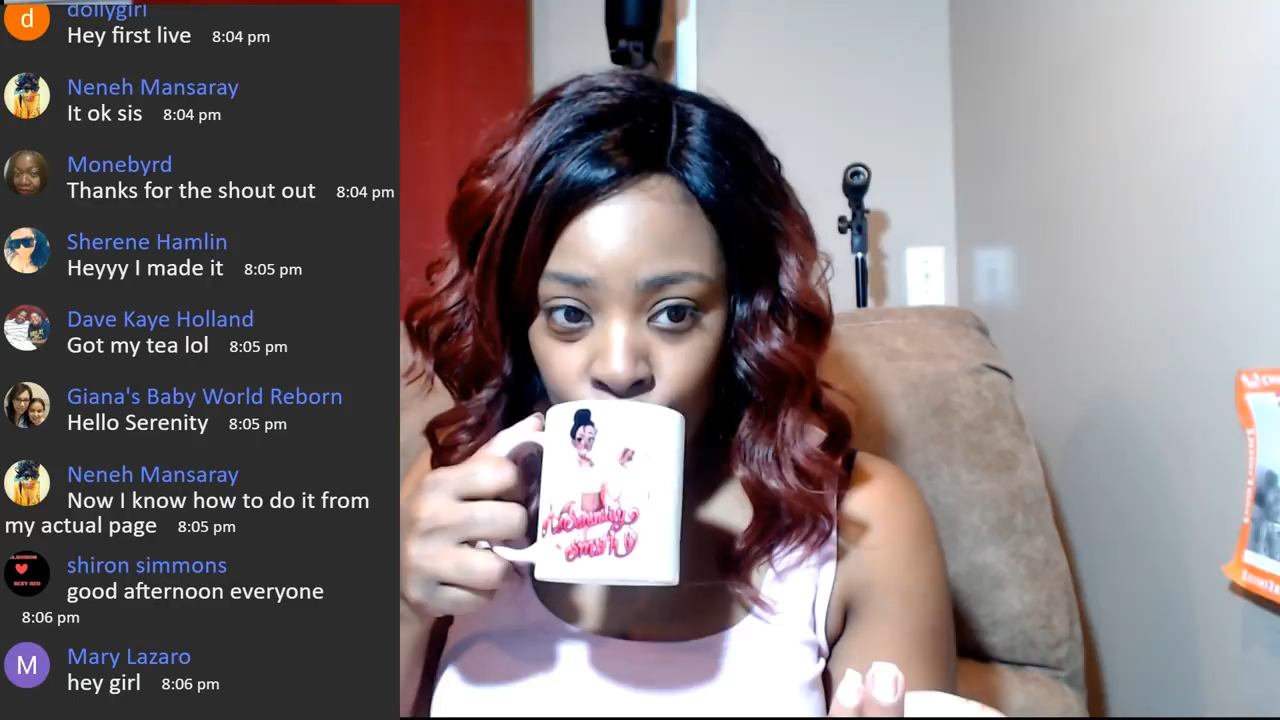 dollygirl
Hey first live 8:04 pm
Neneh Mansaray
It ok sis 8:04 pm
Monebyrd
Thanks for the shout out 8:04 pm
Sherene Hamlin
Heyyy I made it 8:05 pm
Dave Kaye Holland
Got my tea lol 8:05 pm
Giana's Baby World Reborn
Hello Serenity 8:05 pm
Neneh Mansaray
Now I know how to do it from
my actual page 8:05 pm
shiron simmons
good afternoon everyone
8:06 pm
Mary Lazaro
hey girl 8:06 pm
d
M